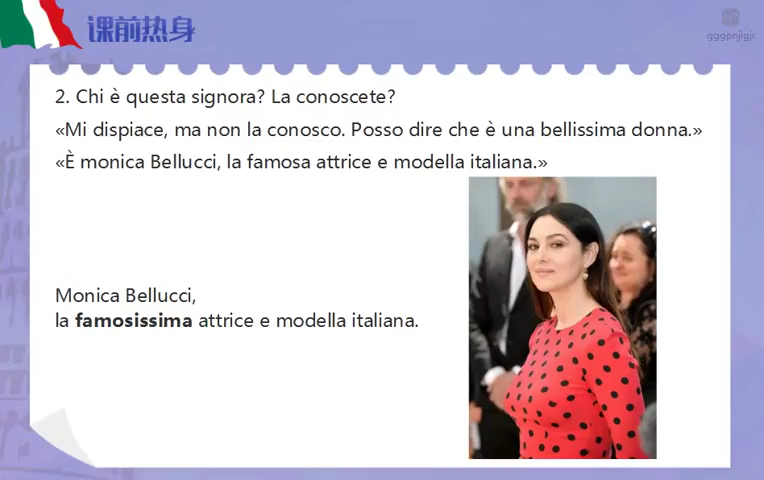 课前热身
gggpnjigjr
2. Chi è questa signora? La conoscete?
«Mi dispiace, ma non la conosco. Posso dire che è una bellissima donna.»
«È monica Bellucci, la famosa attrice e modella italiana.»
Monica Bellucci,
la famosissima attrice e modella italiana.